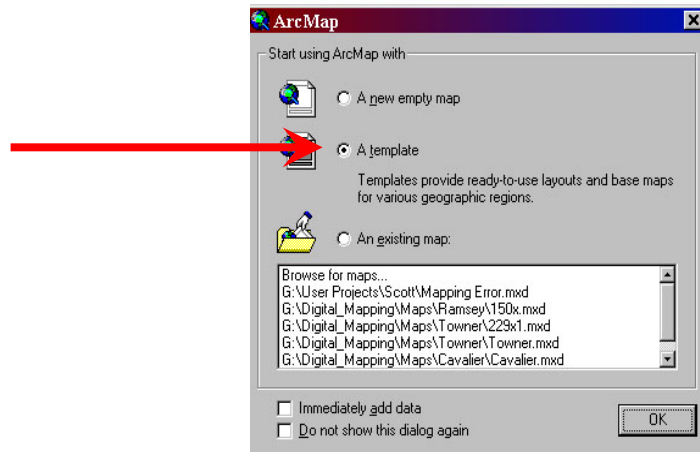 ArcMap
Start using ArcMap with
A new empty map
A template
Templates provide ready-to-use layouts and base maps
for various geographic regions.
An existing map:
Browse for maps...
G:\User Projects\Scott\Mapping Error.mxd
G:\Digital_Mapping\Maps\Ramsey\150x.mxd
G:\Digital_Mapping\Maps\Towner\229x1.mxd
G:\Digital_Mapping\Maps\Towner\Towner.mxd
G:\Digital_Mapping\Maps\Cavalier\Cavalier.mxd
Immediately add data
Do not show this dialog again
OK